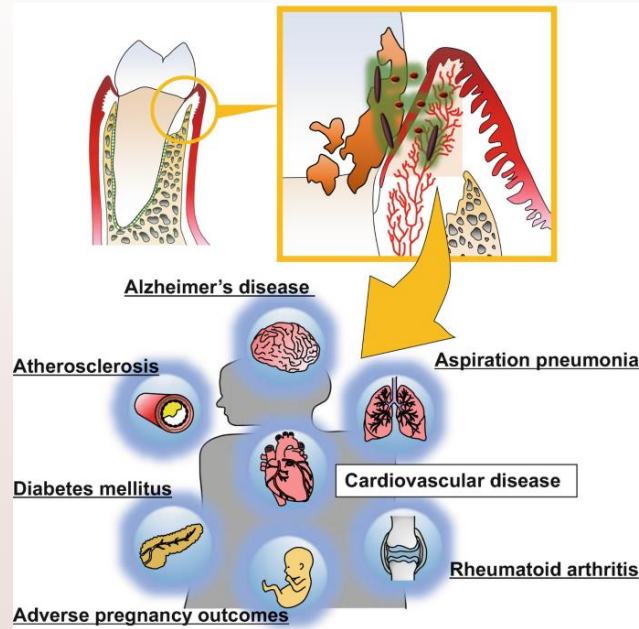 Alzheimer's disease
Atherosclerosis
Aspiration pneumonia
Cardiovascular disease
Diabetes mellitus
Rheumatoid arthritis
Adverse pregnancy outcomes